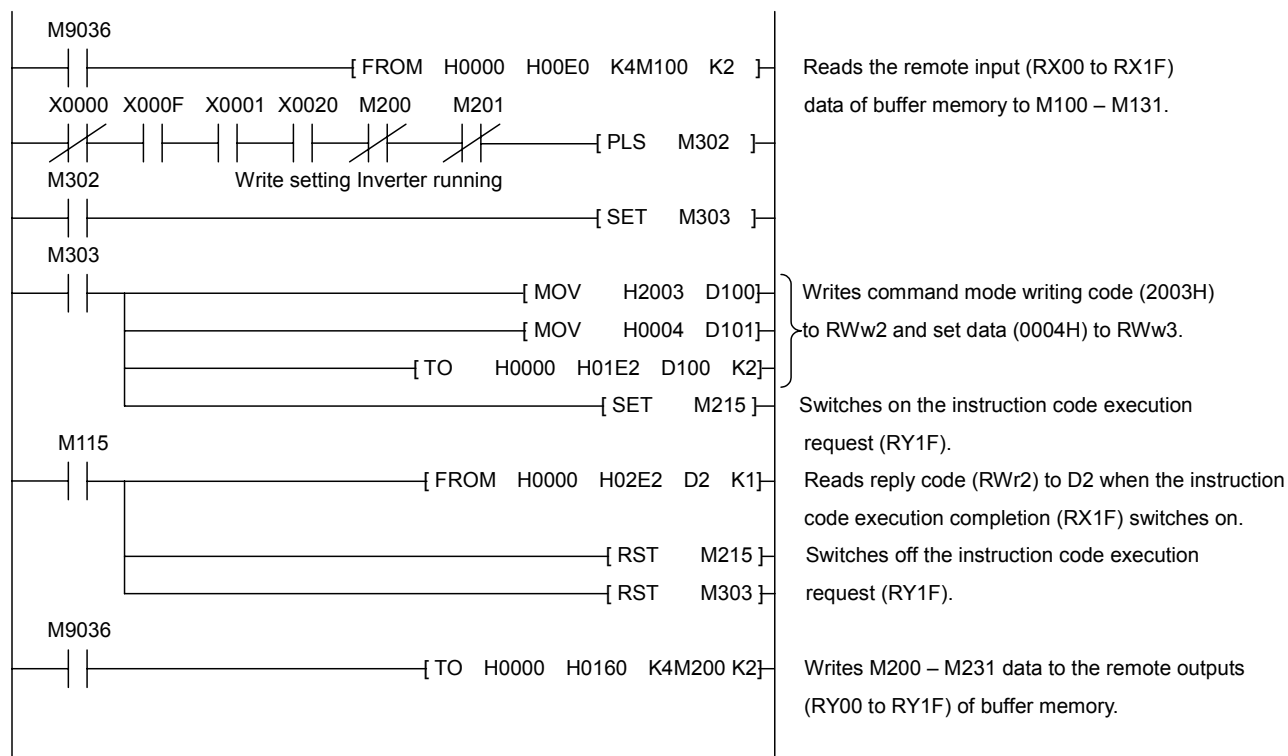 M9036
[ FROM H0000 H00E0 K4M100 K2 ] Reads the remote input (RX00 to RX1F)
data of buffer memory to M100 – M131.
X0000 X000F X0001 X0020 M200 M201
[ PLS M302 ]
M302 Write setting Inverter running
[ SET M303 ]
M303
[ MOV H2003 D100] Writes command mode writing code (2003H)
[ MOV H0004 D101] to RWw2 and set data (0004H) to RWw3.
[ TO H0000 H01E2 D100 K2]
[ SET M215 ] Switches on the instruction code execution
request (RY1F).
M115
[ FROM H0000 H02E2 D2 K1] Reads reply code (RWr2) to D2 when the instruction
code execution completion (RX1F) switches on.
[ RST M215 ] Switches off the instruction code execution
[ RST M303 ] request (RY1F).
M9036
[ TO H0000 H0160 K4M200 K2] Writes M200 – M231 data to the remote outputs
(RY00 to RY1F) of buffer memory.